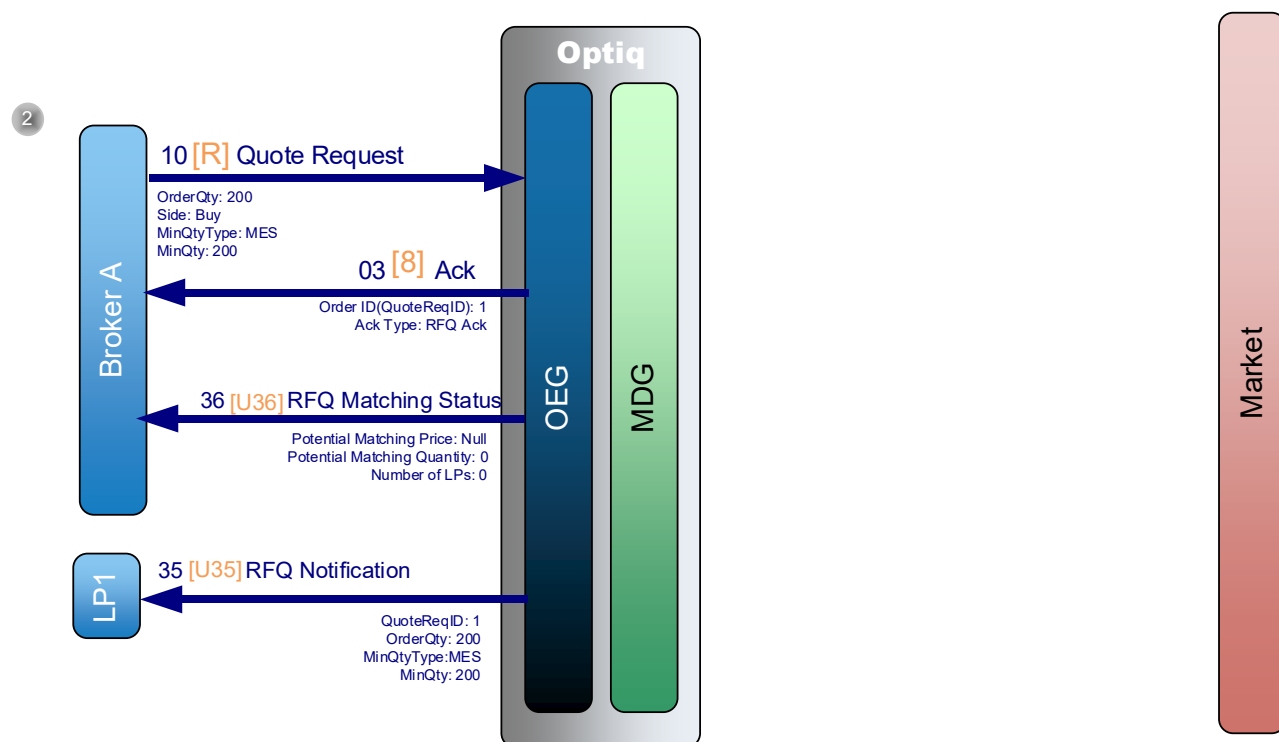 Optiq
2
10 [R] Quote Request
OrderQty: 200
Side: Buy
MinQtyType: MES
MinQty: 200
03 [8] Ack
Order ID(QuoteReqID): 1
Ack Type: RFQ Ack
Broker A
36 [U36] RFQ Matching Status
Potential Matching Price: Null
Potential Matching Quantity: 0
Number of LPs: 0
OEG
MDG
Market
LP1
35 [U35] RFQ Notification
QuoteReqID: 1
OrderQty: 200
MinQtyType:MES
MinQty: 200